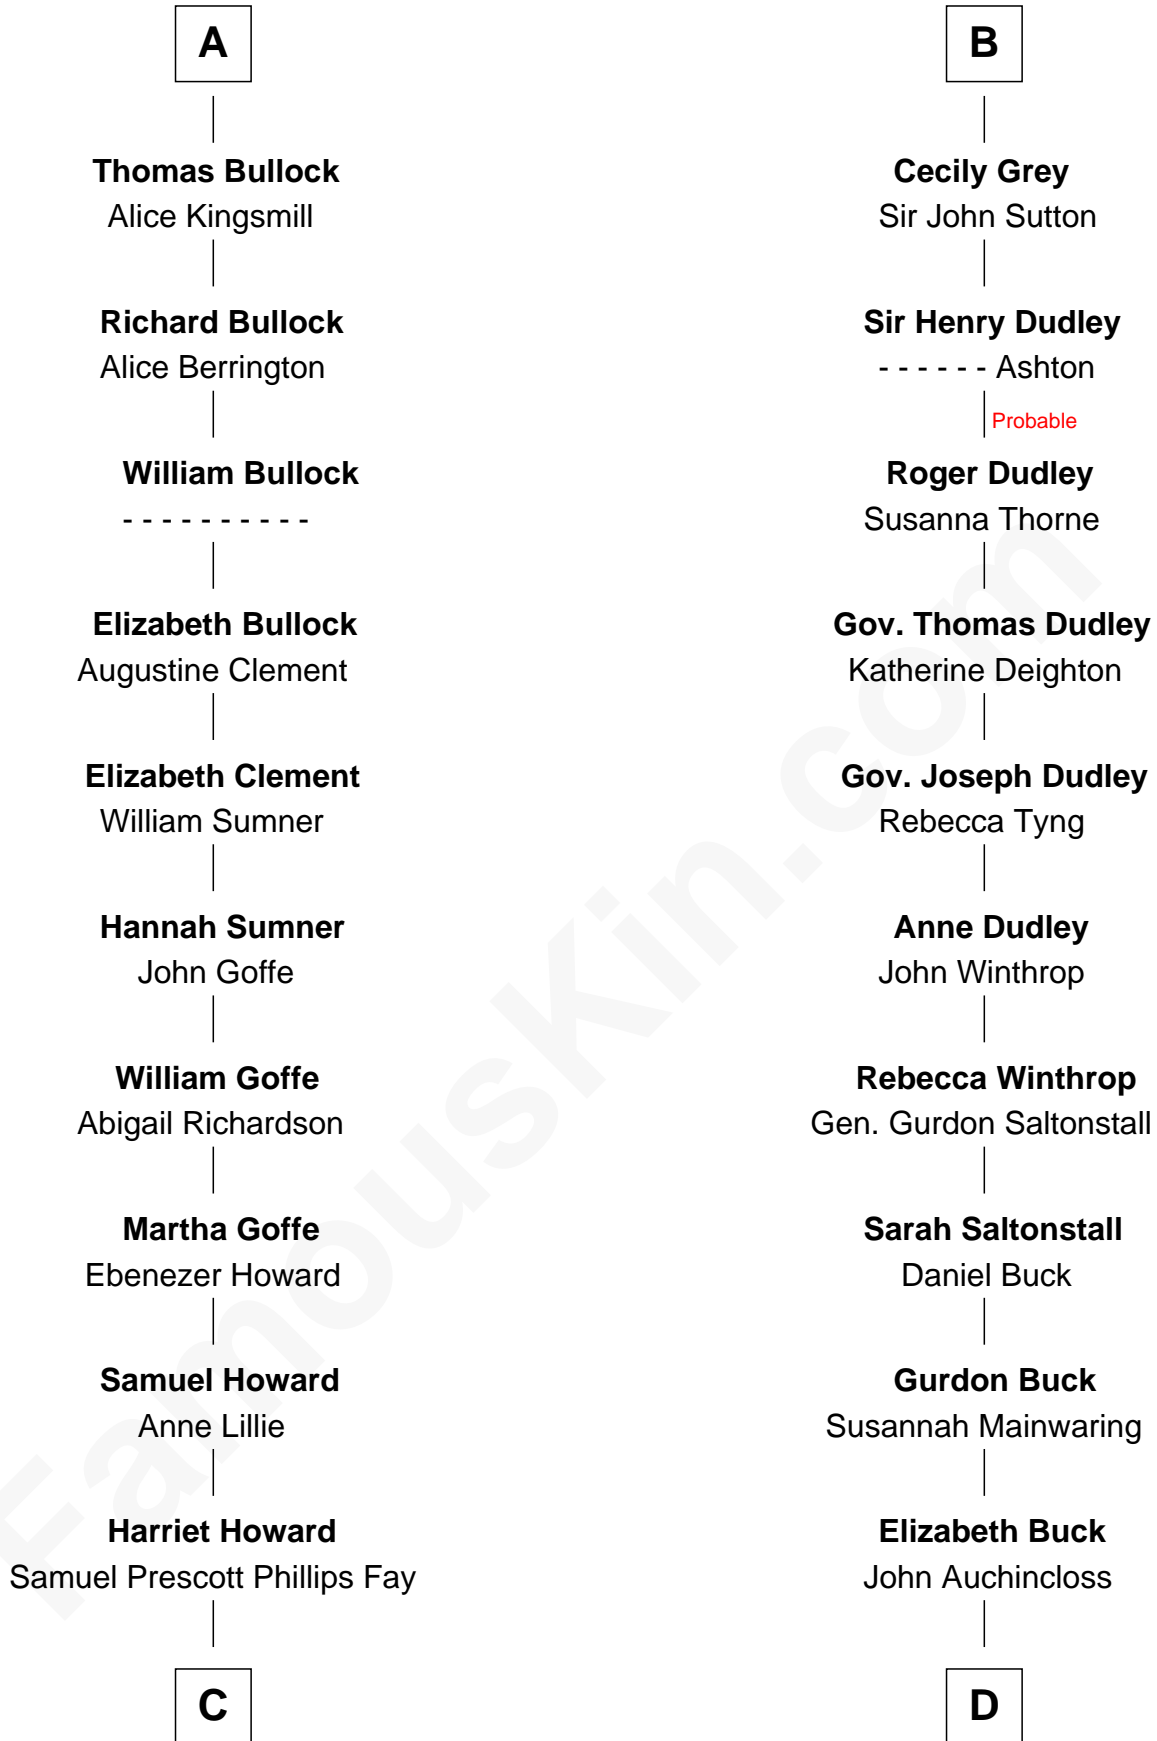 A
Thomas Bullock
Alice Kingsmill
Richard Bullock
Alice Berrington
William Bullock
- - - - - - - - - -
Elizabeth Bullock
Augustine Clement
Elizabeth Clement
William Sumner
Hannah Sumner
John Goffe
William Goffe
Abigail Richardson
Martha Goffe
Ebenezer Howard
Samuel Howard
Anne Lillie
Harriet Howard
Samuel Prescott Phillips Fay
C
B
Cecily Grey
Sir John Sutton
Sir Henry Dudley
- - - - - - Ashton
Probable
Roger Dudley
Susanna Thorne
Gov. Thomas Dudley
Katherine Deighton
Gov. Joseph Dudley
Rebecca Tyng
Anne Dudley
John Winthrop
Rebecca Winthrop
Gen. Gurdon Saltonstall
Sarah Saltonstall
Daniel Buck
Gurdon Buck
Susannah Mainwaring
Elizabeth Buck
John Auchincloss
D
FamousKin.com